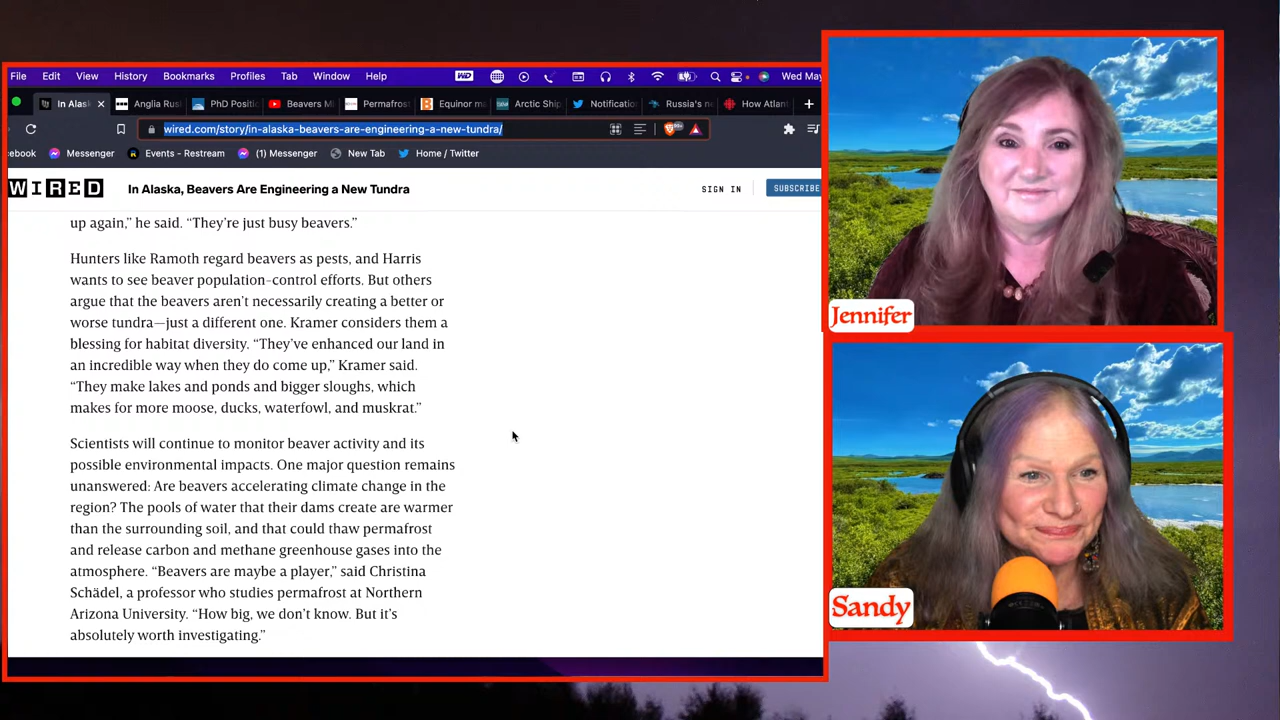 File Edit View History Bookmarks Profiles Tab Window Help WD Wed May
In Alas Anglia Rus PhD Positi Beavers M Permafros Equinor ma Arctic Ship Notificatio Russia's n How Atlant
wired.com/story/in-alaska-beavers-are-engineering-a-new-tundra/
cebook Messenger Events - Restream (1) Messenger New Tab Home / Twitter
WIRED In Alaska, Beavers Are Engineering a New Tundra SIGN IN SUBSCRIBE
up again,” he said. “They’re just busy beavers.”
Hunters like Ramoth regard beavers as pests, and Harris
wants to see beaver population-control efforts. But others
argue that the beavers aren’t necessarily creating a better or
worse tundra—just a different one. Kramer considers them a
blessing for habitat diversity. “They’ve enhanced our land in
an incredible way when they do come up,” Kramer said.
“They make lakes and ponds and bigger sloughs, which
makes for more moose, ducks, waterfowl, and muskrat.”
Scientists will continue to monitor beaver activity and its
possible environmental impacts. One major question remains
unanswered: Are beavers accelerating climate change in the
region? The pools of water that their dams create are warmer
than the surrounding soil, and that could thaw permafrost
and release carbon and methane greenhouse gases into the
atmosphere. “Beavers are maybe a player,” said Christina
Schädel, a professor who studies permafrost at Northern
Arizona University. “How big, we don’t know. But it’s
absolutely worth investigating.”
Jennifer
Sandy